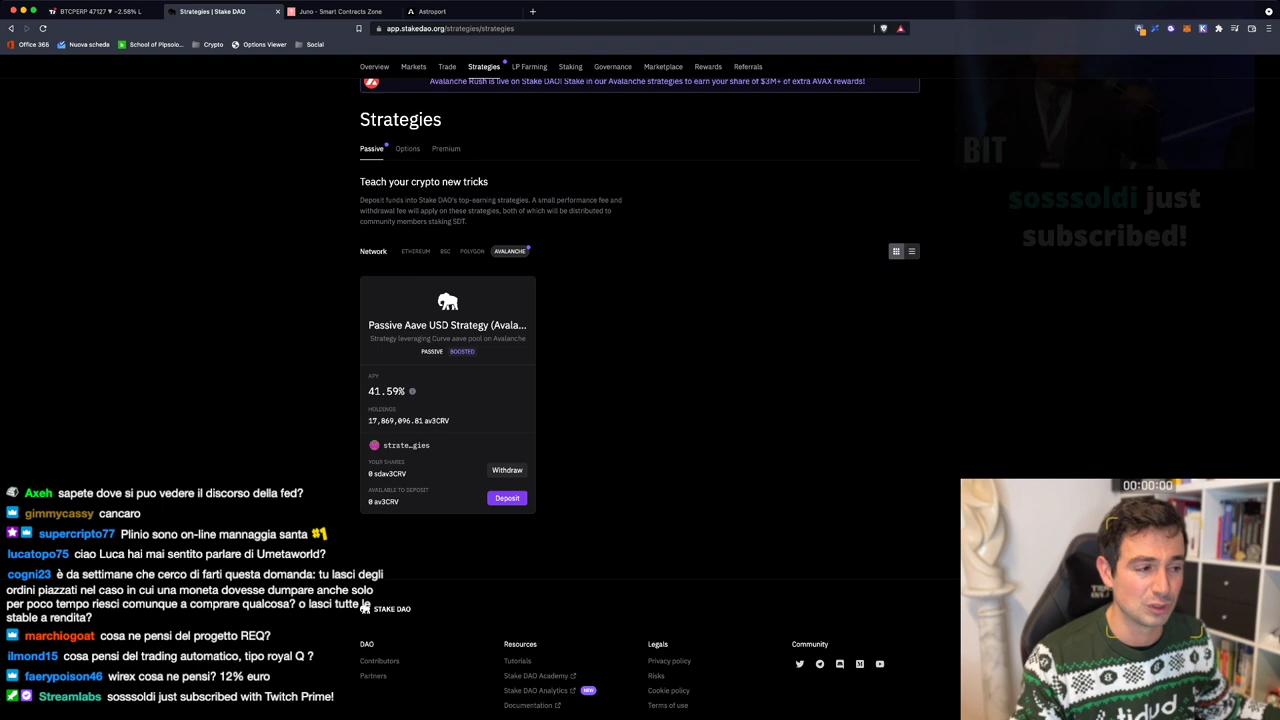 BTCPERP 47127 ▼ −2.58% L
Strategies | Stake DAO
Juno - Smart Contracts Zone
Astroport
app.stakedao.org/strategies/strategies
Office 365
Nuova scheda
School of Plpsolo...
Crypto
Options Viewer
Social
Overview
Markets
Trade
Strategies
LP Farming
Staking
Governance
Marketplace
Rewards
Referrals
Avalanche Rush is live on Stake DAO! Stake in our Avalanche strategies to earn your share of $3M+ of extra AVAX rewards!
Strategies
Passive
Options
Premium
Teach your crypto new tricks
Deposit funds into Stake DAO's top-earning strategies. A small performance fee and
withdrawal fee will apply on these strategies, both of which will be distributed to
community members staking SDT.
Network
ETHEREUM
BSC
POLYGON
AVALANCHE
Passive Aave USD Strategy (Avala...
Strategy leveraging Curve aave pool on Avalanche
PASSIVE
BOOSTED
APY
41.59%
HOLDINGS
17,869,096.81 av3CRV
strate…gies
YOUR SHARES
0 sdav3CRV
Withdraw
AVAILABLE TO DEPOSIT
0 av3CRV
Deposit
BIT
sosssoldi just
subscribed!
00:00:00
Axeh sapete dove si puo vedere il discorso della fed?
gimmycassy cancaro
supercripto77 Plinio sono on-line mannaggia santa #1
lucatopo75 ciao Luca hai mai sentito parlare di Ethereum?
cogni23 è da settimane che cerco di farti questa domanda: tu lasci degli
ordini piazzati nel caso in cui una moneta dovesse dumpare anche solo
per poco tempo riesci comunque a comprare qualcosa? o lasci tutte le
stable a rendita?
marchiogoat cosa ne pensi del progetto REQ?
ilmond15 cosa pensi del trading automatico, tipo royal Q ?
faeryposion46 wirex cosa ne pensi? 12% euro
Streamlabs sosssoldi just subscribed with Twitch Prime!
STAKE DAO
DAO
Contributors
Partners
Resources
Tutorials
Stake DAO Academy
Stake DAO Analytics
NEW
Documentation
Legals
Privacy policy
Risks
Cookie policy
Terms of use
Community